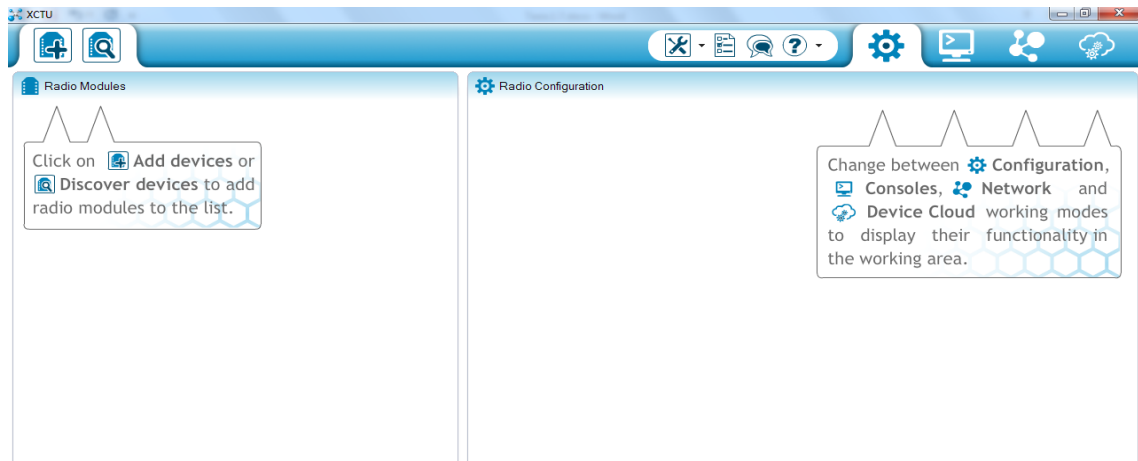 XCTU
Radio Modules
Radio Configuration
Click on Add devices or
Discover devices to add
radio modules to the list.
Change between Configuration,
Consoles, Network and
Device Cloud working modes
to display their functionality in
the working area.